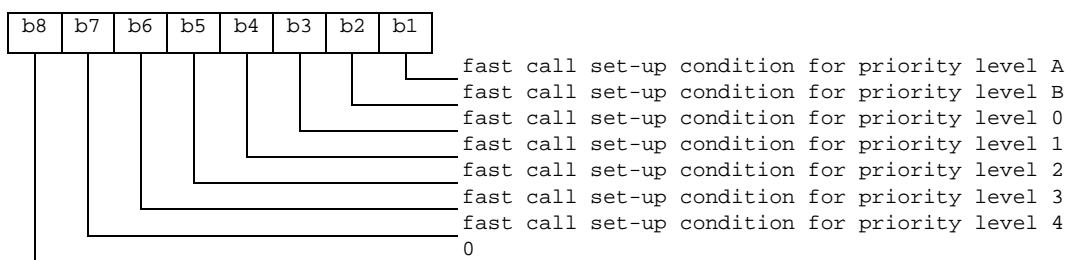 b8 b7 b6 b5 b4 b3 b2 b1
fast call set-up condition for priority level A
fast call set-up condition for priority level B
fast call set-up condition for priority level 0
fast call set-up condition for priority level 1
fast call set-up condition for priority level 2
fast call set-up condition for priority level 3
fast call set-up condition for priority level 4
0